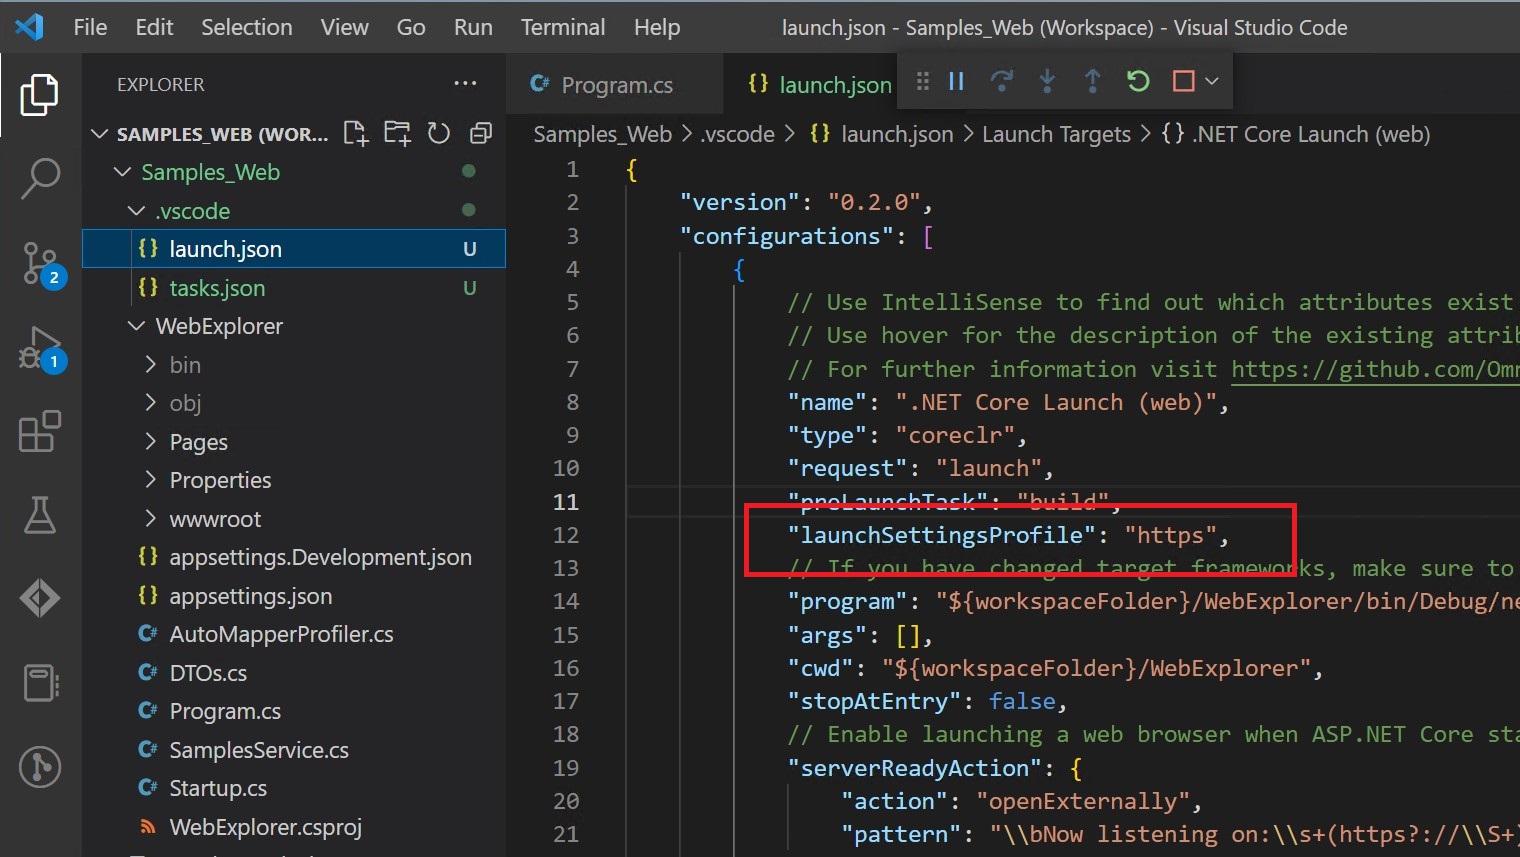 File Edit Selection View Go Run Terminal Help launch.json - Samples_Web (Workspace) - Visual Studio Code
EXPLORER
SAMPLES_WEB (WOR...
Samples_Web
.vscode
launch.json U
tasks.json U
WebExplorer
bin
obj
Pages
Properties
wwwroot
appsettings.Development.json
appsettings.json
AutoMapperProfiler.cs
DTOs.cs
Program.cs
SamplesService.cs
Startup.cs
WebExplorer.csproj
2
1
Program.cs
launch.json
Samples_Web > .vscode > {} launch.json > Launch Targets > {} .NET Core Launch (web)
1 {
2 "version": "0.2.0",
3 "configurations": [
4 {
5 // Use IntelliSense to find out which attributes exist
6 // Use hover for the description of the existing attrib
7 // For further information visit https://github.com/Omn
8 "name": ".NET Core Launch (web)",
9 "type": "coreclr",
10 "request": "launch",
11 "preLaunchTask": "build",
12 "launchSettingsProfile": "https",
13 // If you have changed target frameworks, make sure to
14 "program": "${workspaceFolder}/WebExplorer/bin/Debug/ne
15 "args": [],
16 "cwd": "${workspaceFolder}/WebExplorer",
17 "stopAtEntry": false,
18 // Enable launching a web browser when ASP.NET Core sta
19 "serverReadyAction": {
20 "action": "openExternally",
21 "pattern": "\\bNow listening on:\\s+(https?://\\S+)